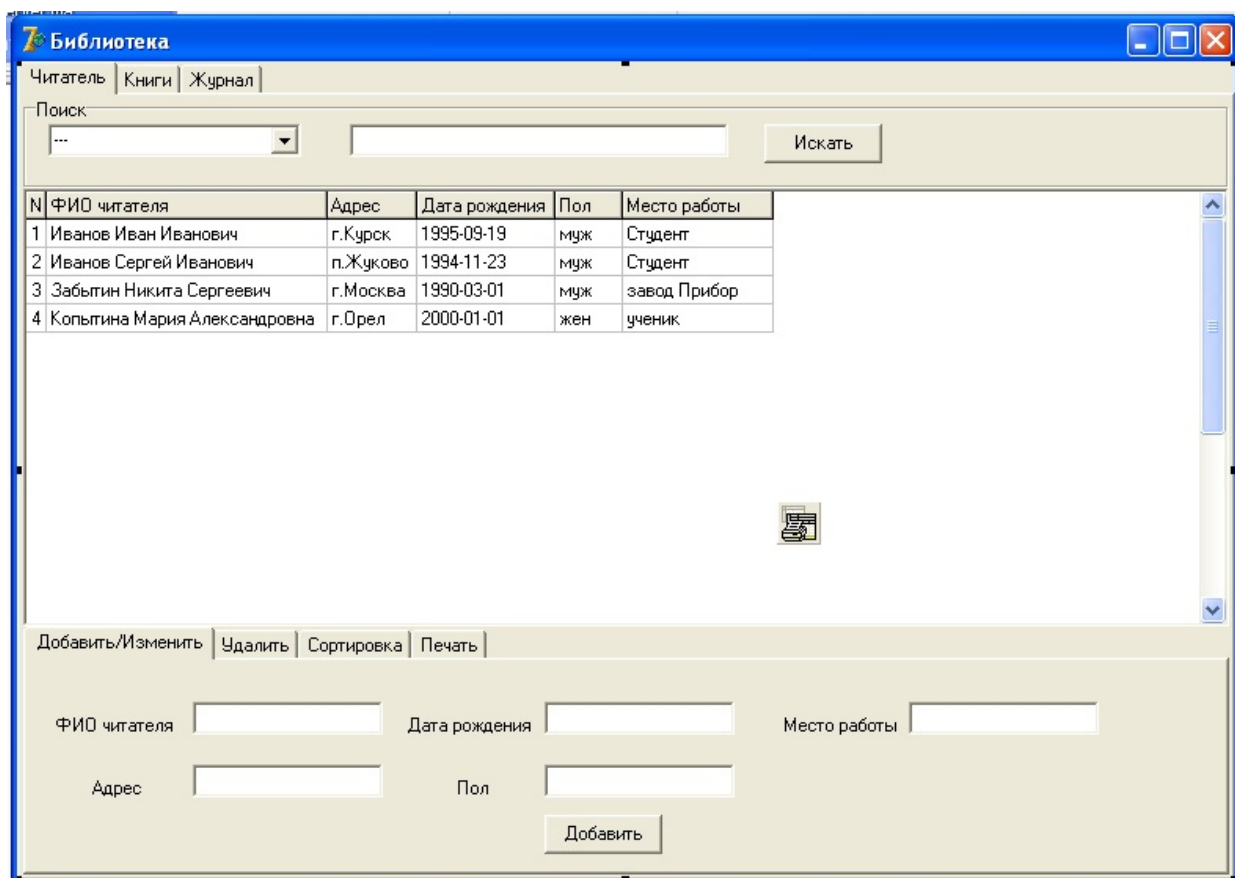 Библиотека
Читатель Книги Журнал
Поиск
--- Искать
N ФИО читателя Адрес Дата рождения Пол Место работы
1 Иванов Иван Иванович г.Курск 1995-09-19 муж Студент
2 Иванов Сергей Иванович п.Жуково 1994-11-23 муж Студент
3 Забытин Никита Сергеевич г.Москва 1990-03-01 муж завод Прибор
4 Копытина Мария Александровна г.Орел 2000-01-01 жен ученик
Добавить/Изменить Удалить Сортировка Печать
ФИО читателя Дата рождения Место работы
Адрес Пол
Добавить